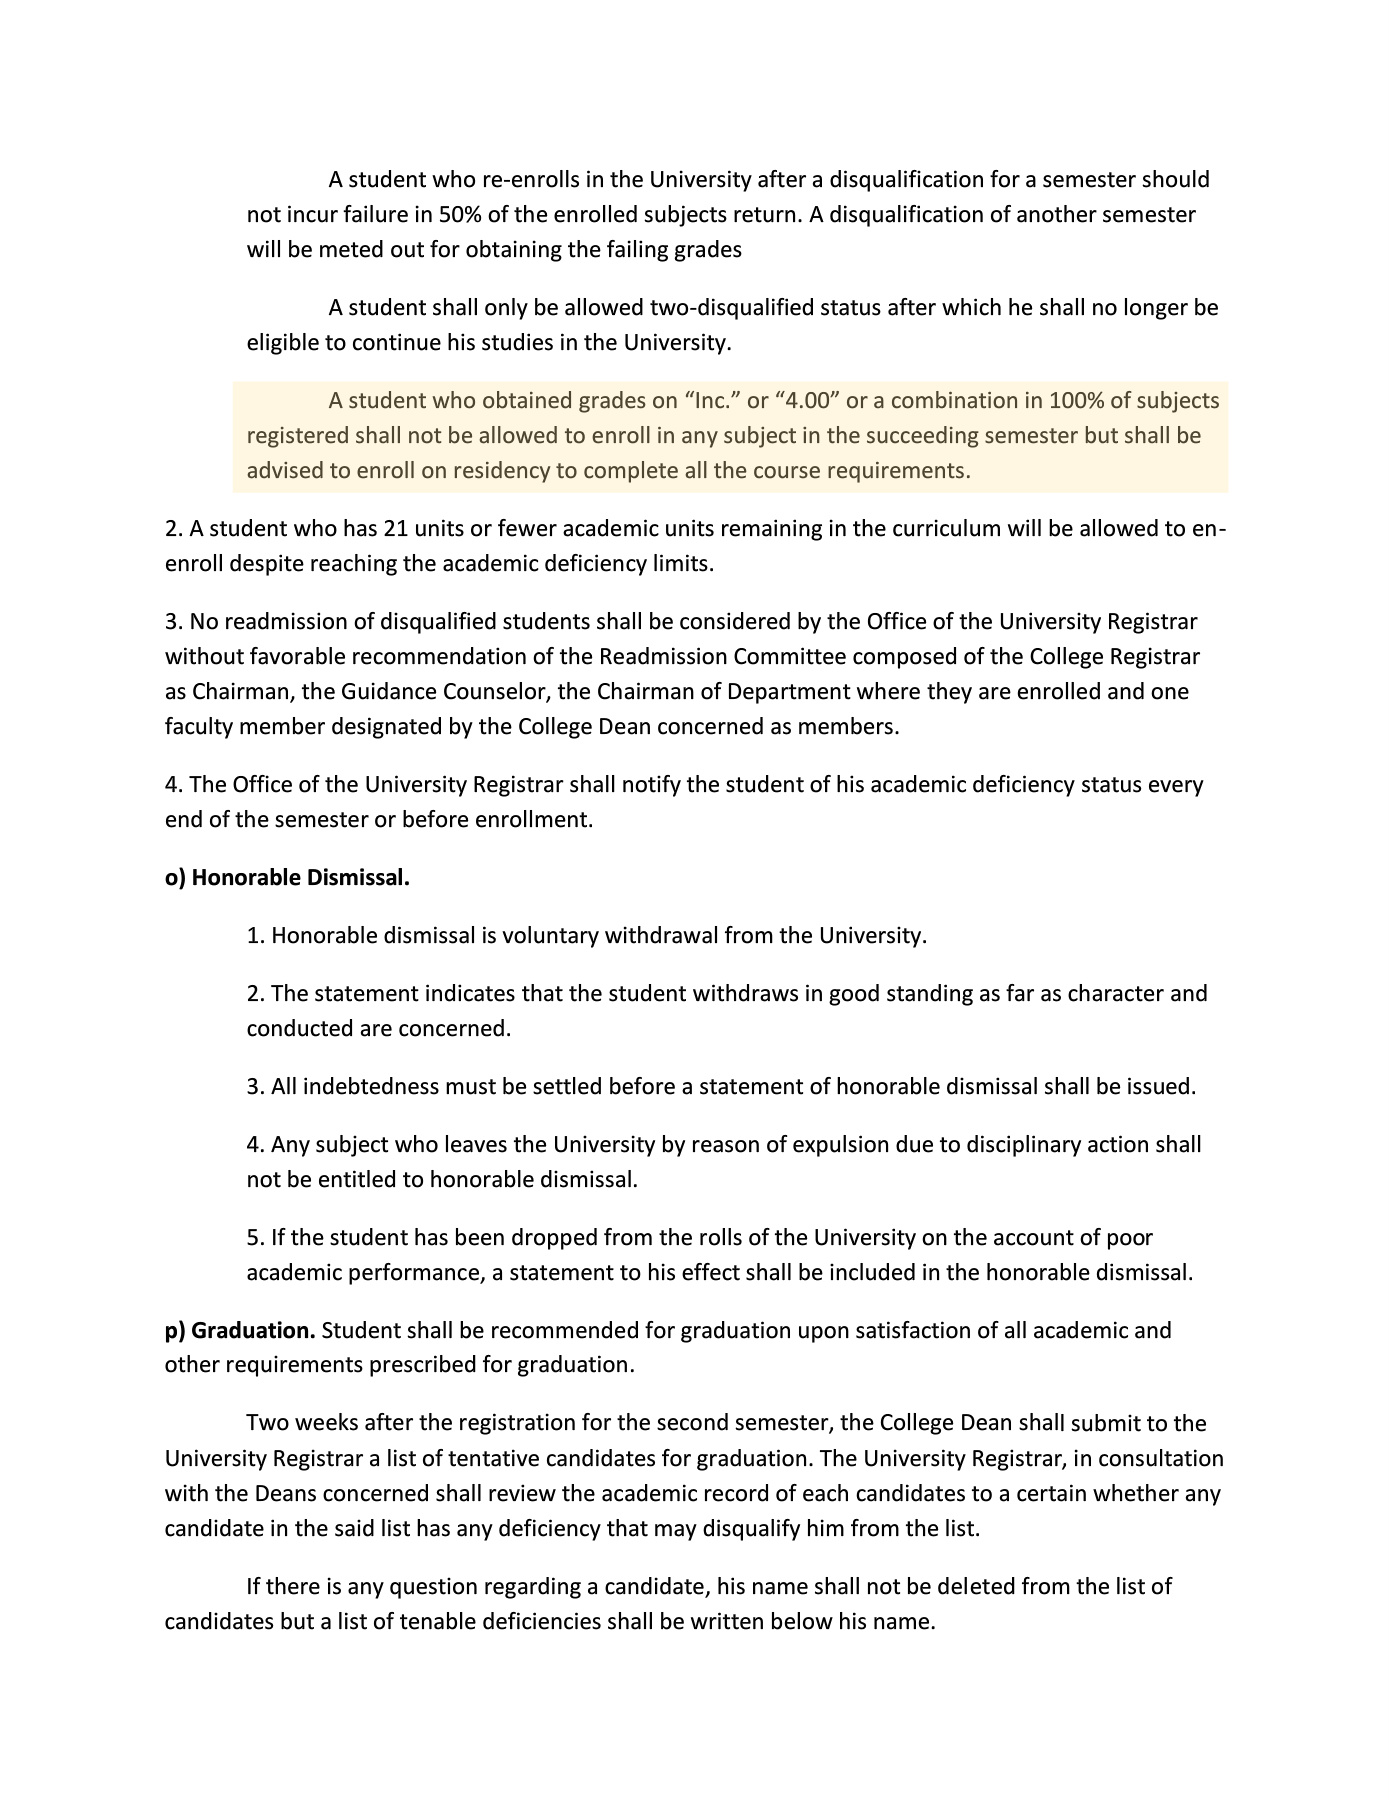 A student who re-enrolls in the University after a disqualification for a semester should
not incur failure in 50% of the enrolled subjects return. A disqualification of another semester
will be meted out for obtaining the failing grades
A student shall only be allowed two-disqualified status after which he shall no longer be
eligible to continue his studies in the University.
A student who obtained grades on “Inc.” or “4.00” or a combination in 100% of subjects
registered shall not be allowed to enroll in any subject in the succeeding semester but shall be
advised to enroll on residency to complete all the course requirements.
2. A student who has 21 units or fewer academic units remaining in the curriculum will be allowed to en-
enroll despite reaching the academic deficiency limits.
3. No readmission of disqualified students shall be considered by the Office of the University Registrar
without favorable recommendation of the Readmission Committee composed of the College Registrar
as Chairman, the Guidance Counselor, the Chairman of Department where they are enrolled and one
faculty member designated by the College Dean concerned as members.
4. The Office of the University Registrar shall notify the student of his academic deficiency status every
end of the semester or before enrollment.
o) Honorable Dismissal.
1. Honorable dismissal is voluntary withdrawal from the University.
2. The statement indicates that the student withdraws in good standing as far as character and
conducted are concerned.
3. All indebtedness must be settled before a statement of honorable dismissal shall be issued.
4. Any subject who leaves the University by reason of expulsion due to disciplinary action shall
not be entitled to honorable dismissal.
5. If the student has been dropped from the rolls of the University on the account of poor
academic performance, a statement to his effect shall be included in the honorable dismissal.
p) Graduation. Student shall be recommended for graduation upon satisfaction of all academic and
other requirements prescribed for graduation.
Two weeks after the registration for the second semester, the College Dean shall submit to the
University Registrar a list of tentative candidates for graduation. The University Registrar, in consultation
with the Deans concerned shall review the academic record of each candidates to a certain whether any
candidate in the said list has any deficiency that may disqualify him from the list.
If there is any question regarding a candidate, his name shall not be deleted from the list of
candidates but a list of tenable deficiencies shall be written below his name.